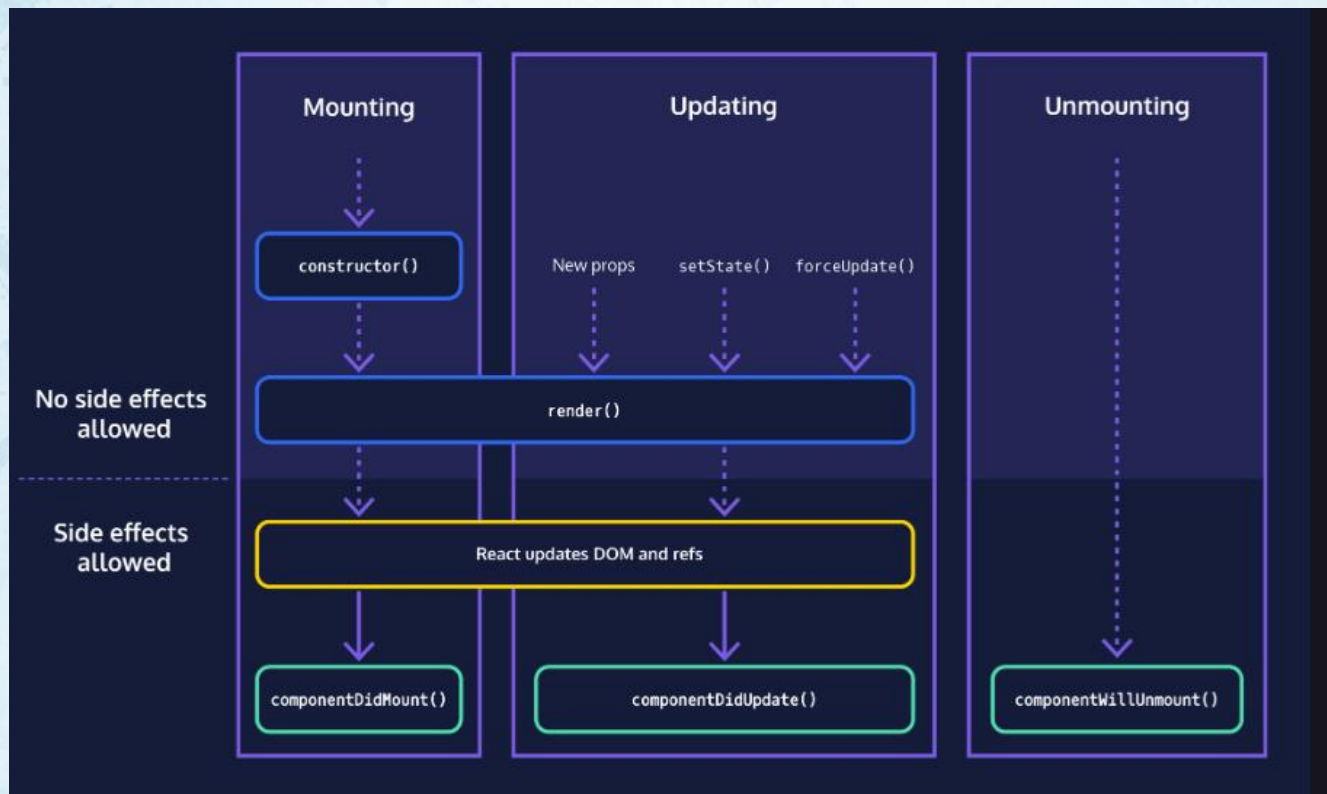 Mounting
Updating
Unmounting
constructor()
New props
setState()
forceUpdate()
No side effects
allowed
render()
Side effects
allowed
React updates DOM and refs
componentDidMount()
componentDidUpdate()
componentWillUnmount()